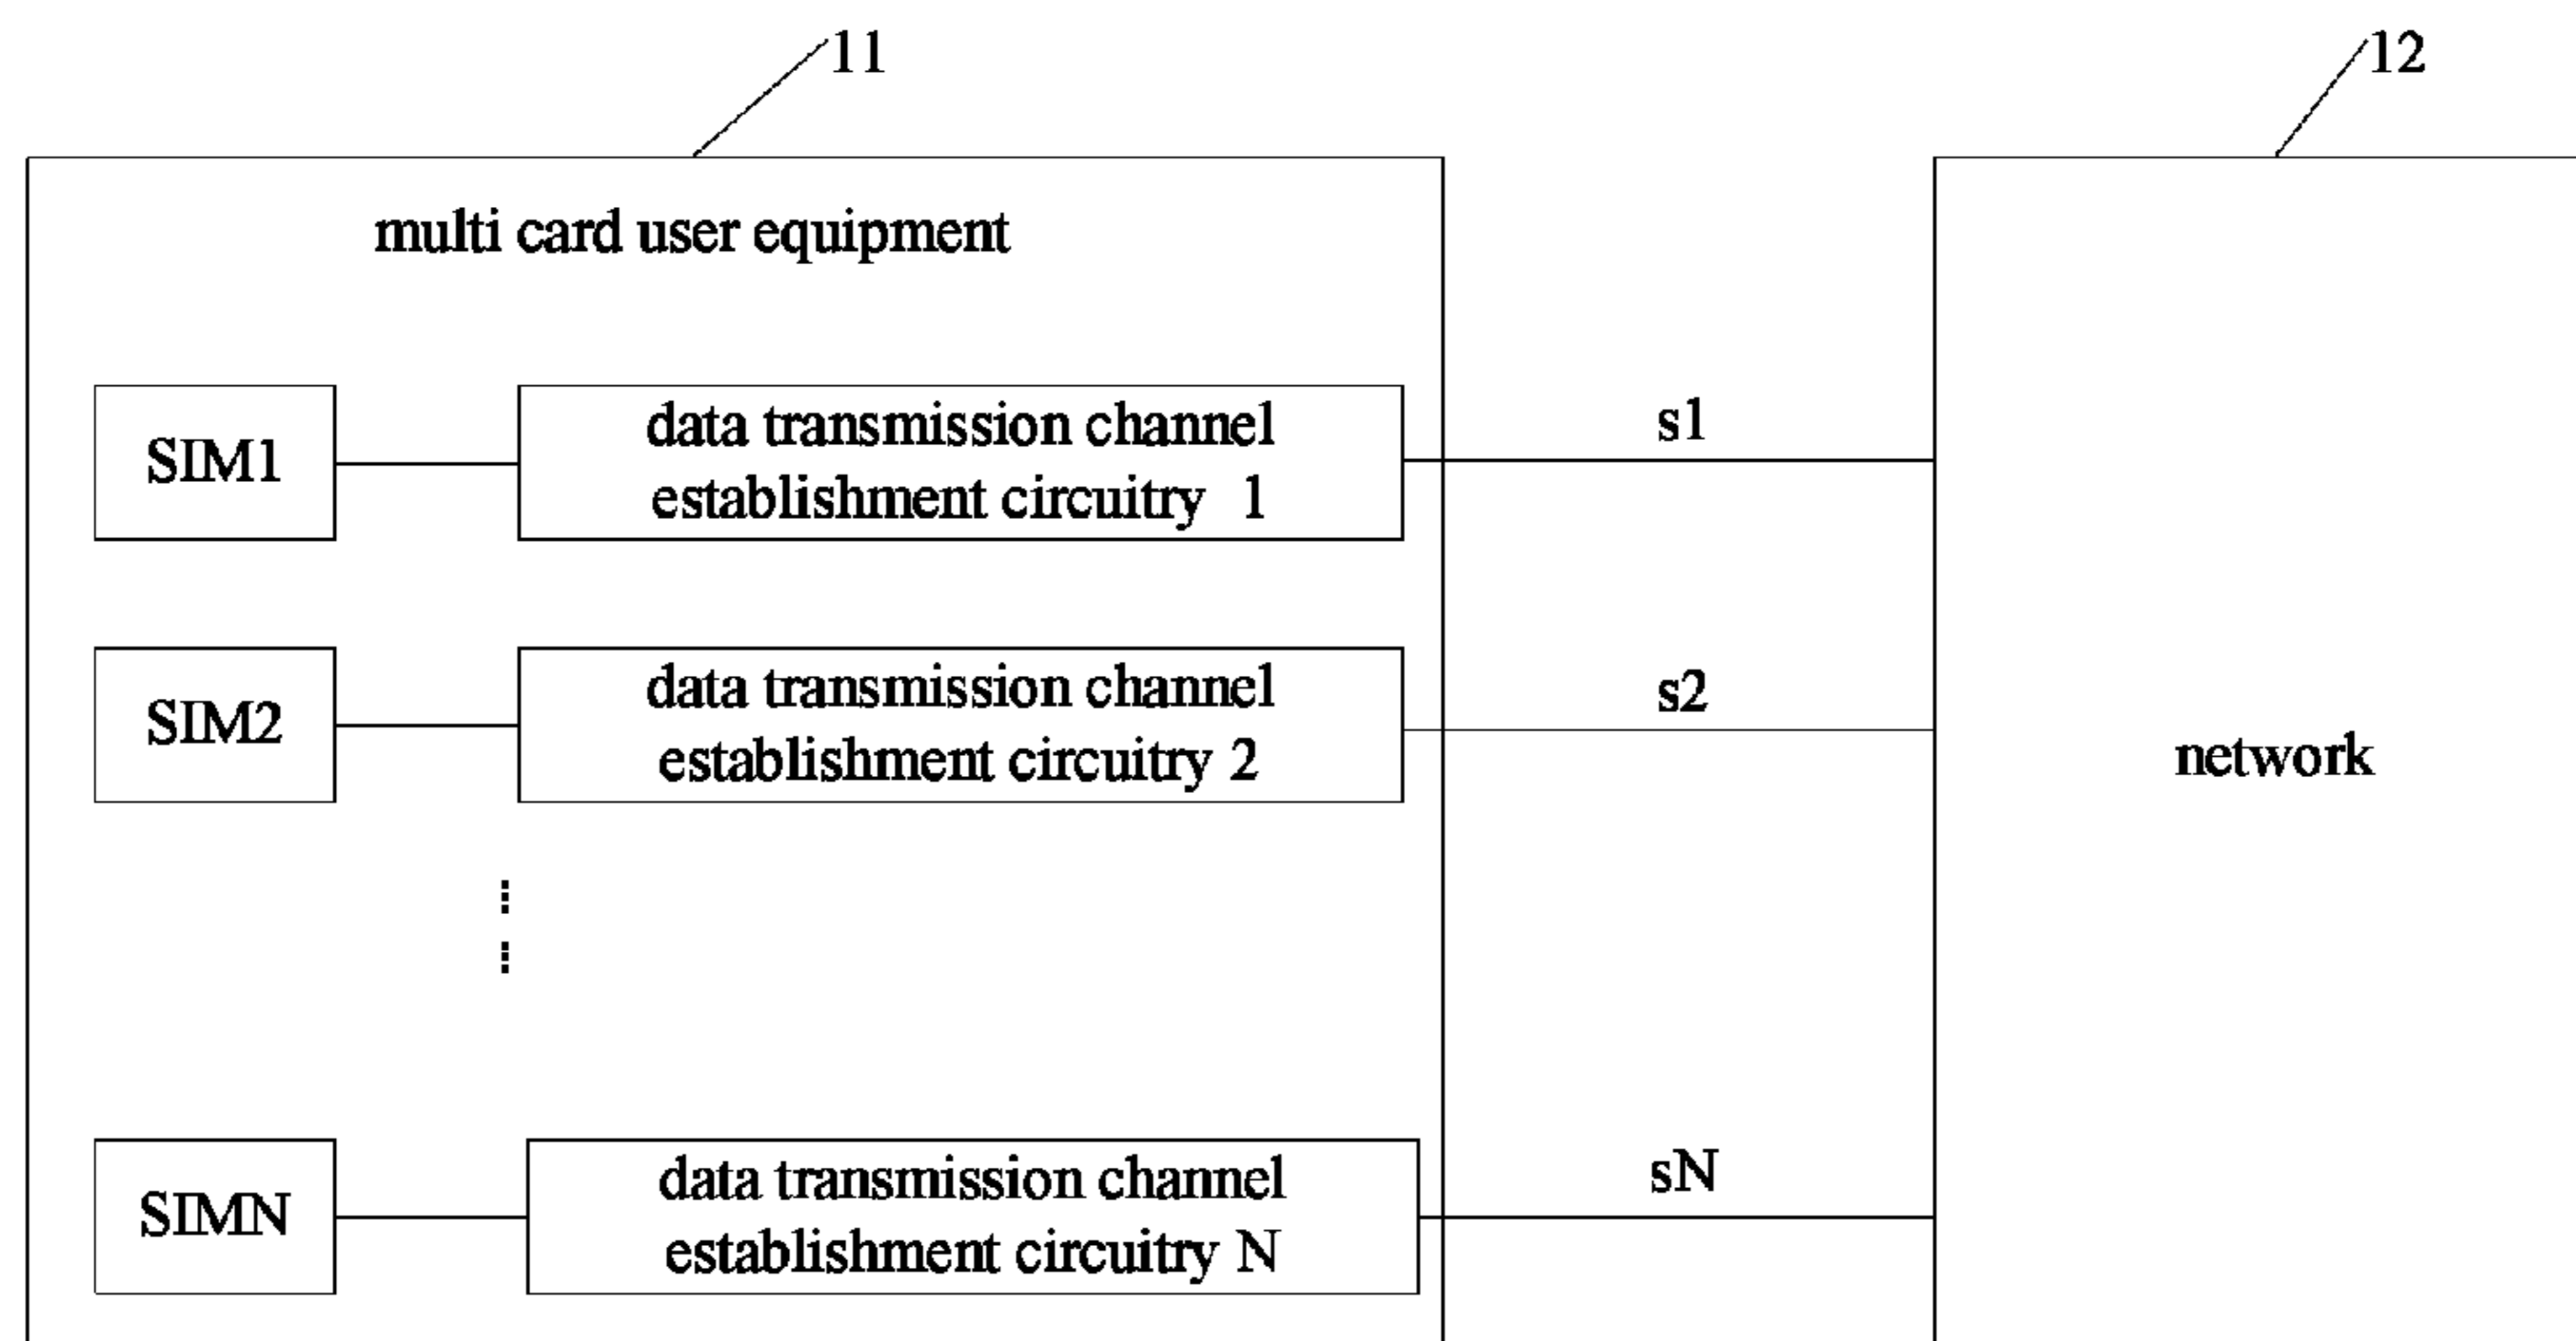 11
12
multi card user equipment
SIM1
data transmission channel
establishment circuitry 1
s1
SIM2
data transmission channel
establishment circuitry 2
s2
network
SIMN
data transmission channel
establishment circuitry N
sN